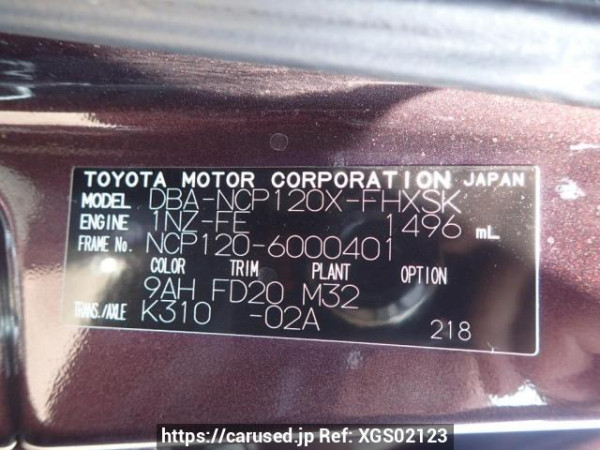 TOYOTA MOTOR CORPORATION JAPAN
MODEL DBA-NCP120X-FHXSK
ENGINE 1NZ-FE 1496 mL
FRAME No. NCP120-6000401
COLOR TRIM PLANT OPTION
9AH FD20 M32
TRANS./AXLE K310 -02A 218
https://carused.jp Ref: XGS02123